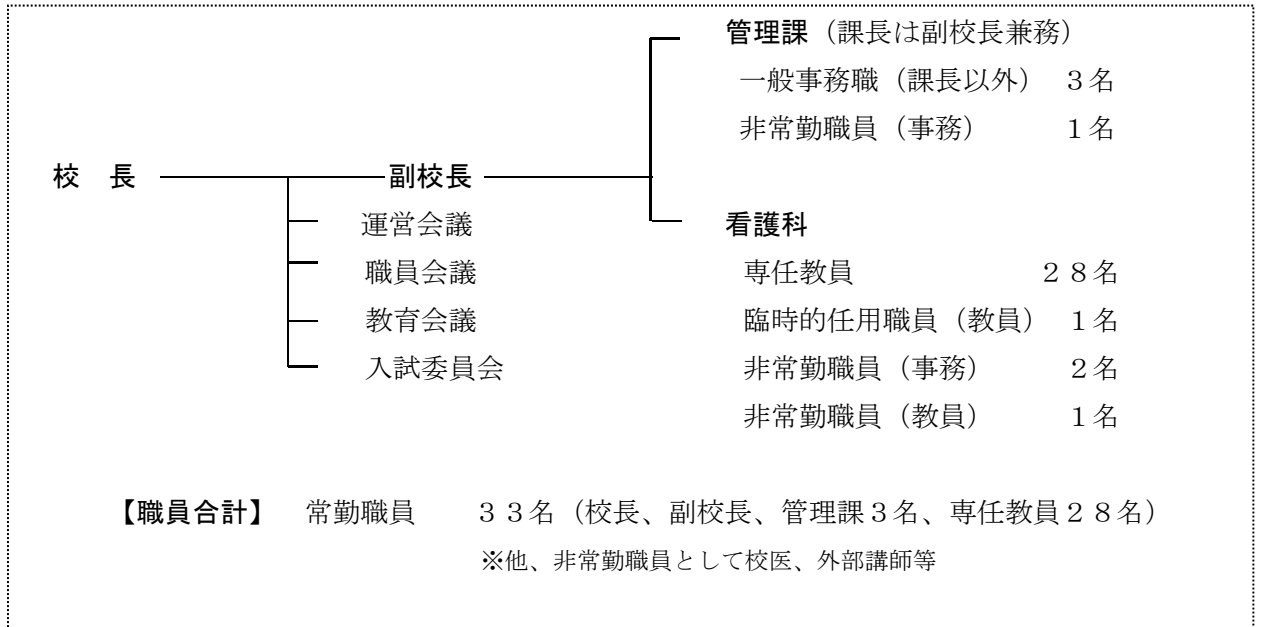 管理課（課長は副校長兼務）
一般事務職（課長以外） ３名
非常勤職員（事務） １名
校 長 副校長
運営会議
職員会議
教育会議
入試委員会
看護科
専任教員 ２８名
臨時的任用職員（教員） １名
非常勤職員（事務） ２名
非常勤職員（教員） １名
【職員合計】 常勤職員 ３３名（校長、副校長、管理課３名、専任教員２８名）
※他、非常勤職員として校医、外部講師等